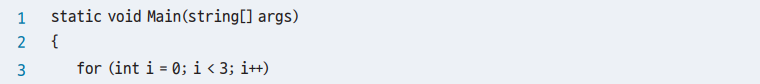 1 static void Main(string[] args)
2 {
3 for (int i = 0; i < 3; i++)